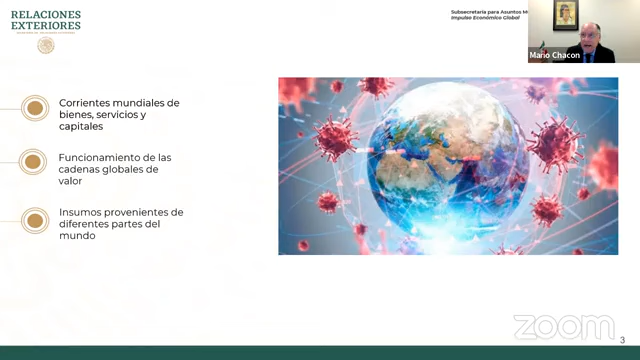 RELACIONES
EXTERIORES
Subsecretaría para Asuntos M
Impulso Económico Global
Mario Chacon
Corrientes mundiales de
bienes, servicios y
capitales
Funcionamiento de las
cadenas globales de
valor
Insumos provenientes de
diferentes partes del
mundo
zoom
3